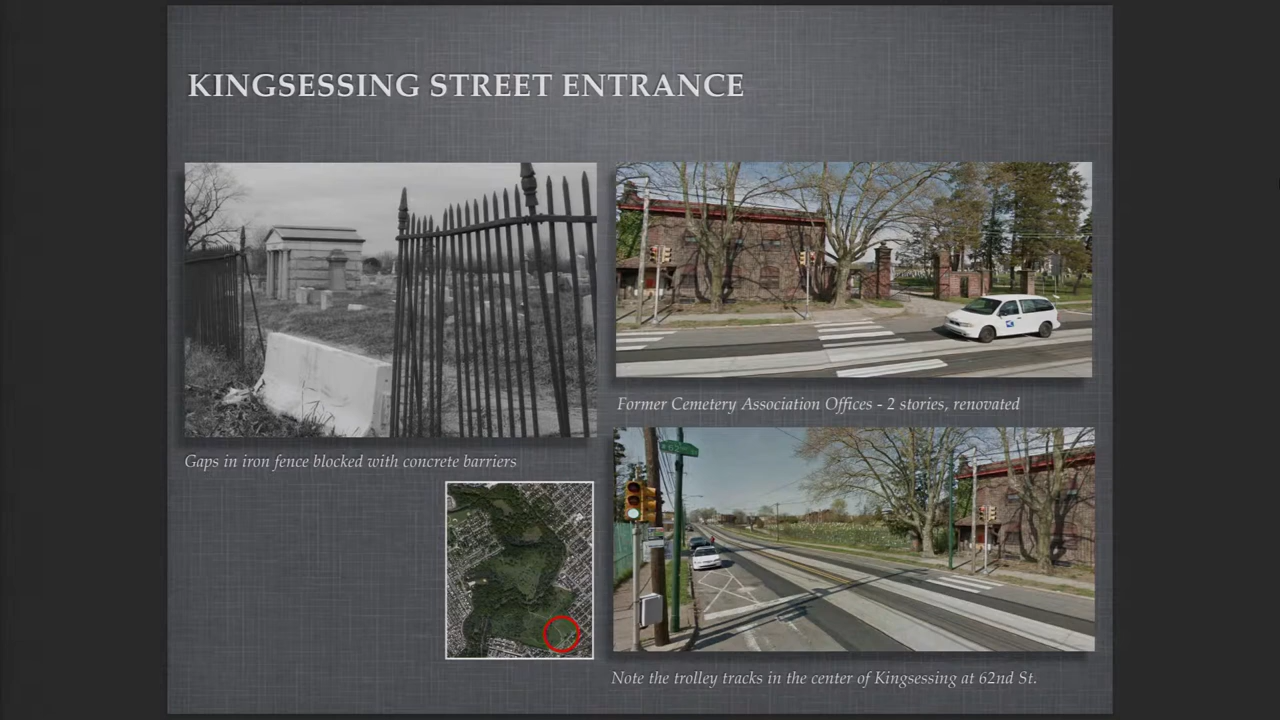 KINGSESSING STREET ENTRANCE
Former Cemetery Association Offices - 2 stories, renovated
Gaps in iron fence blocked with concrete barriers
Note the trolley tracks in the center of Kingsessing at 62nd St.